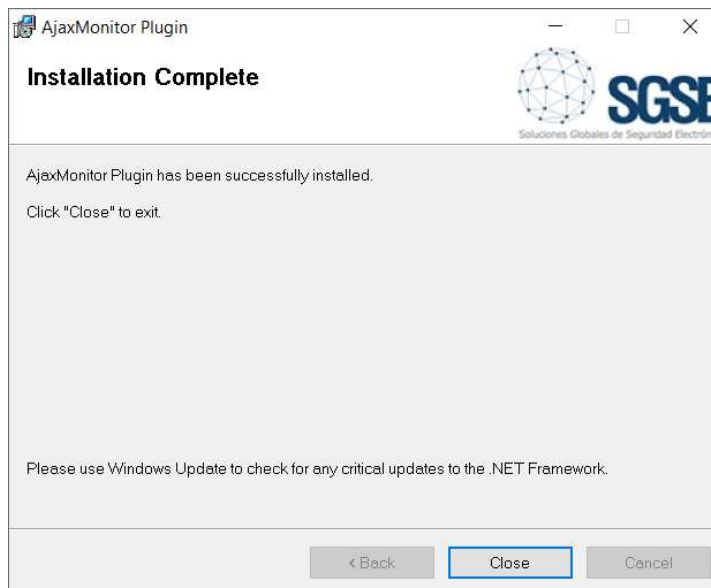 AjaxMonitor Plugin
Installation Complete
SGSE
Soluciones Globales de Seguridad Electrón
AjaxMonitor Plugin has been successfully installed.
Click "Close" to exit.
Please use Windows Update to check for any critical updates to the .NET Framework.
< Back
Close
Cancel